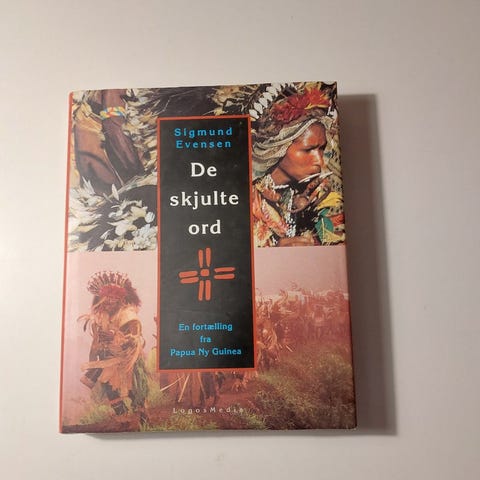 Sigmund
Evensen
De
skjulte
ord
En fortælling
fra
Papua Ny Guinea
LogosMedia